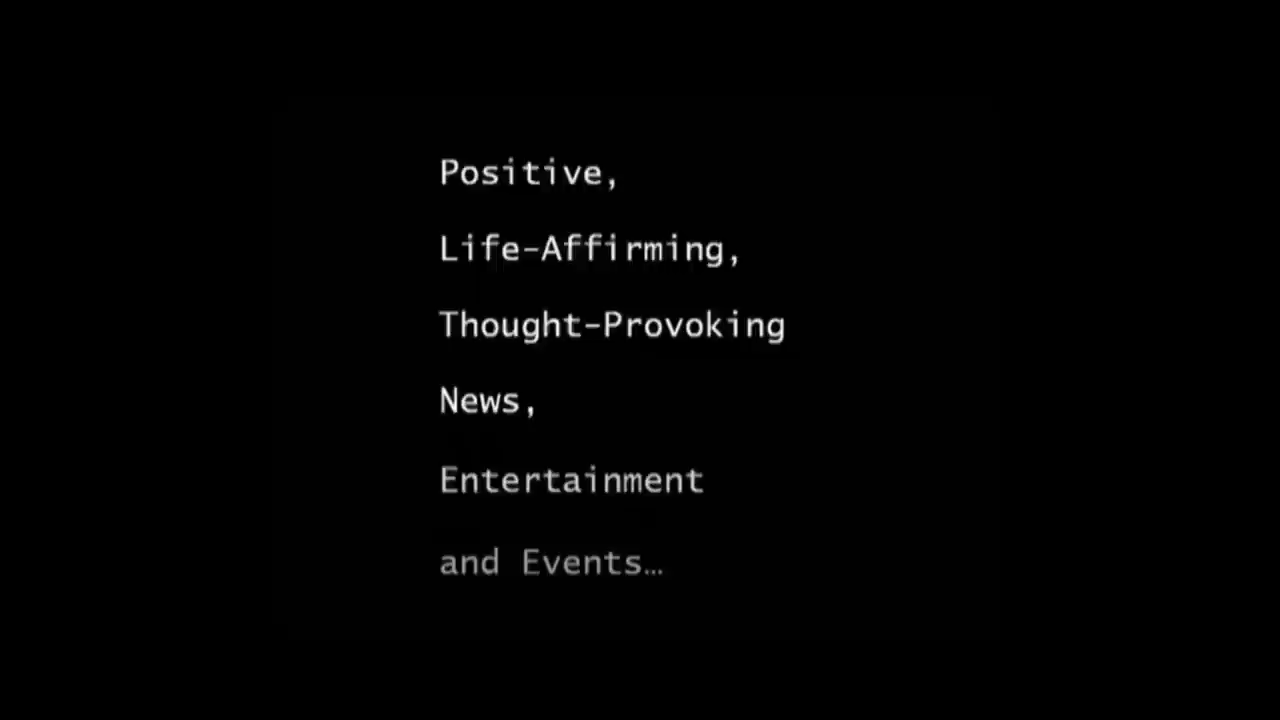 Positive,
Life-Affirming,
Thought-Provoking
News,
Entertainment
and Events…